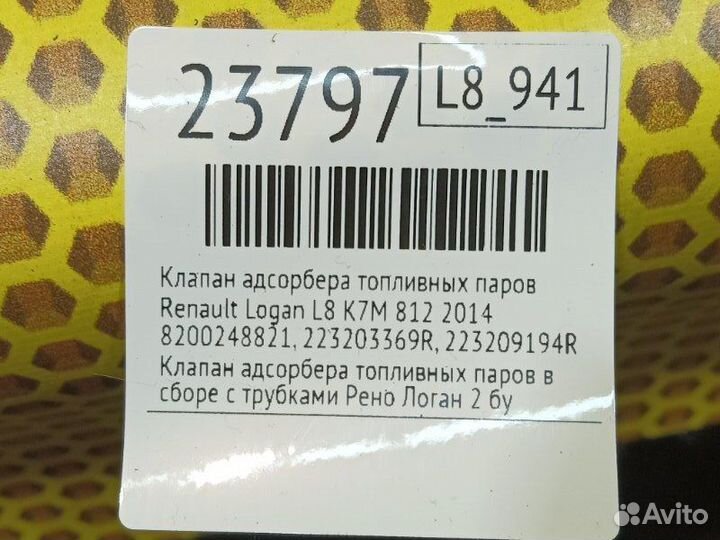 23797
L8_941
Клапан адсорбера топливных паров
Renault Logan L8 K7M 812 2014
8200248821, 223203369R, 223209194R
Клапан адсорбера топливных паров в
сборе с трубками Рено Логан 2 бу
Avito